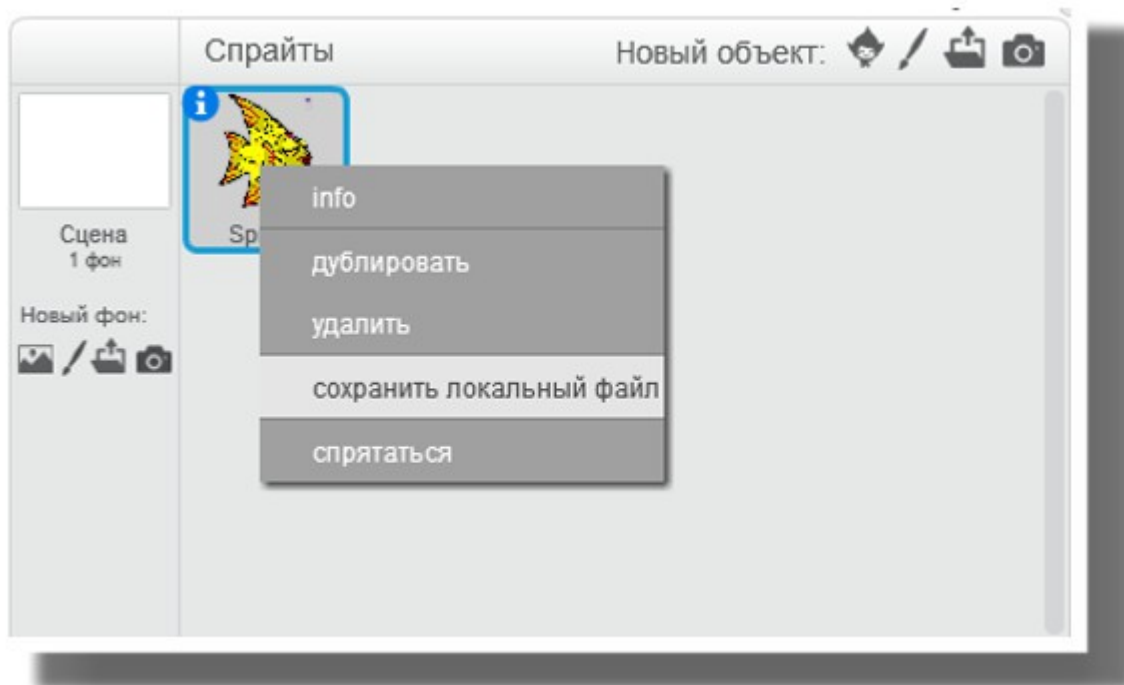 Спрайты
Новый объект:
Сцена
1 фон
Новый фон:
info
дублировать
удалить
сохранить локальный файл
спрятаться